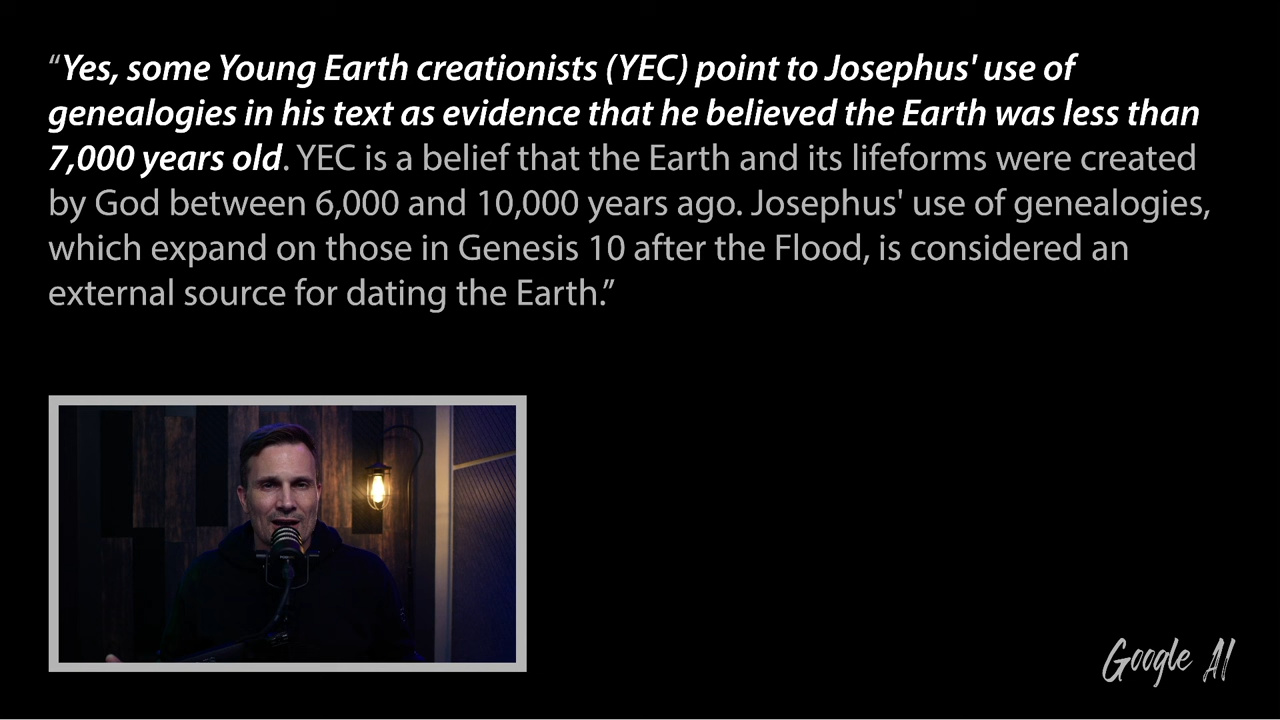 “Yes, some Young Earth creationists (YEC) point to Josephus' use of
genealogies in his text as evidence that he believed the Earth was less than
7,000 years old. YEC is a belief that the Earth and its lifeforms were created
by God between 6,000 and 10,000 years ago. Josephus' use of genealogies,
which expand on those in Genesis 10 after the Flood, is considered an
external source for dating the Earth.”
Google AI